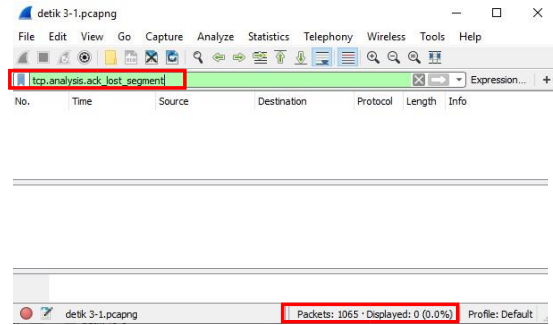 detik 3-1.pcapng
File Edit View Go Capture Analyze Statistics Telephony Wireless Tools Help
tcp.analysis.ack_lost_segment Expression... +
No. Time Source Destination Protocol Length Info
detik 3-1.pcapng Packets: 1065 · Displayed: 0 (0.0%) Profile: Default